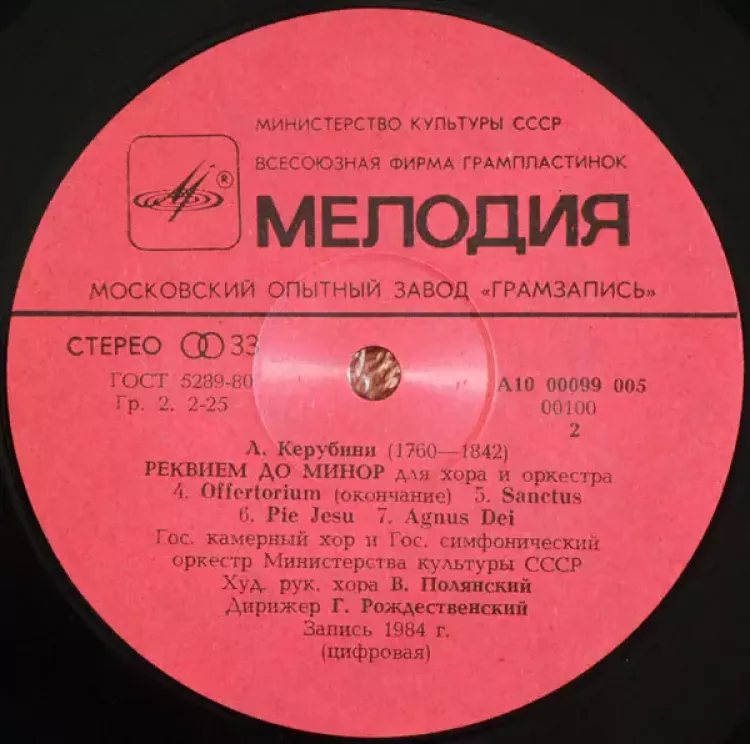 МИНИСТЕРСТВО КУЛЬТУРЫ СССР
ВСЕСОЮЗНАЯ ФИРМА ГРАМПЛАСТИНОК
®
МЕЛОДИЯ
МОСКОВСКИЙ ОПЫТНЫЙ ЗАВОД «ГРАМЗАПИСЬ»
СТЕРЕО 33
ГОСТ 5289-80 А10 00099 005
Гр. 2. 2-25 00100
2
Л. Керубини (1760—1842)
РЕКВИЕМ ДО МИНОР для хора и оркестра
4. Offertorium (окончание) 5. Sanctus
6. Pie Jesu 7. Agnus Dei
Гос. камерный хор и Гос. симфонический
оркестр Министерства культуры СССР
Худ. рук. хора В. Полянский
Дирижер Г. Рождественский
Запись 1984 г.
(цифровая)